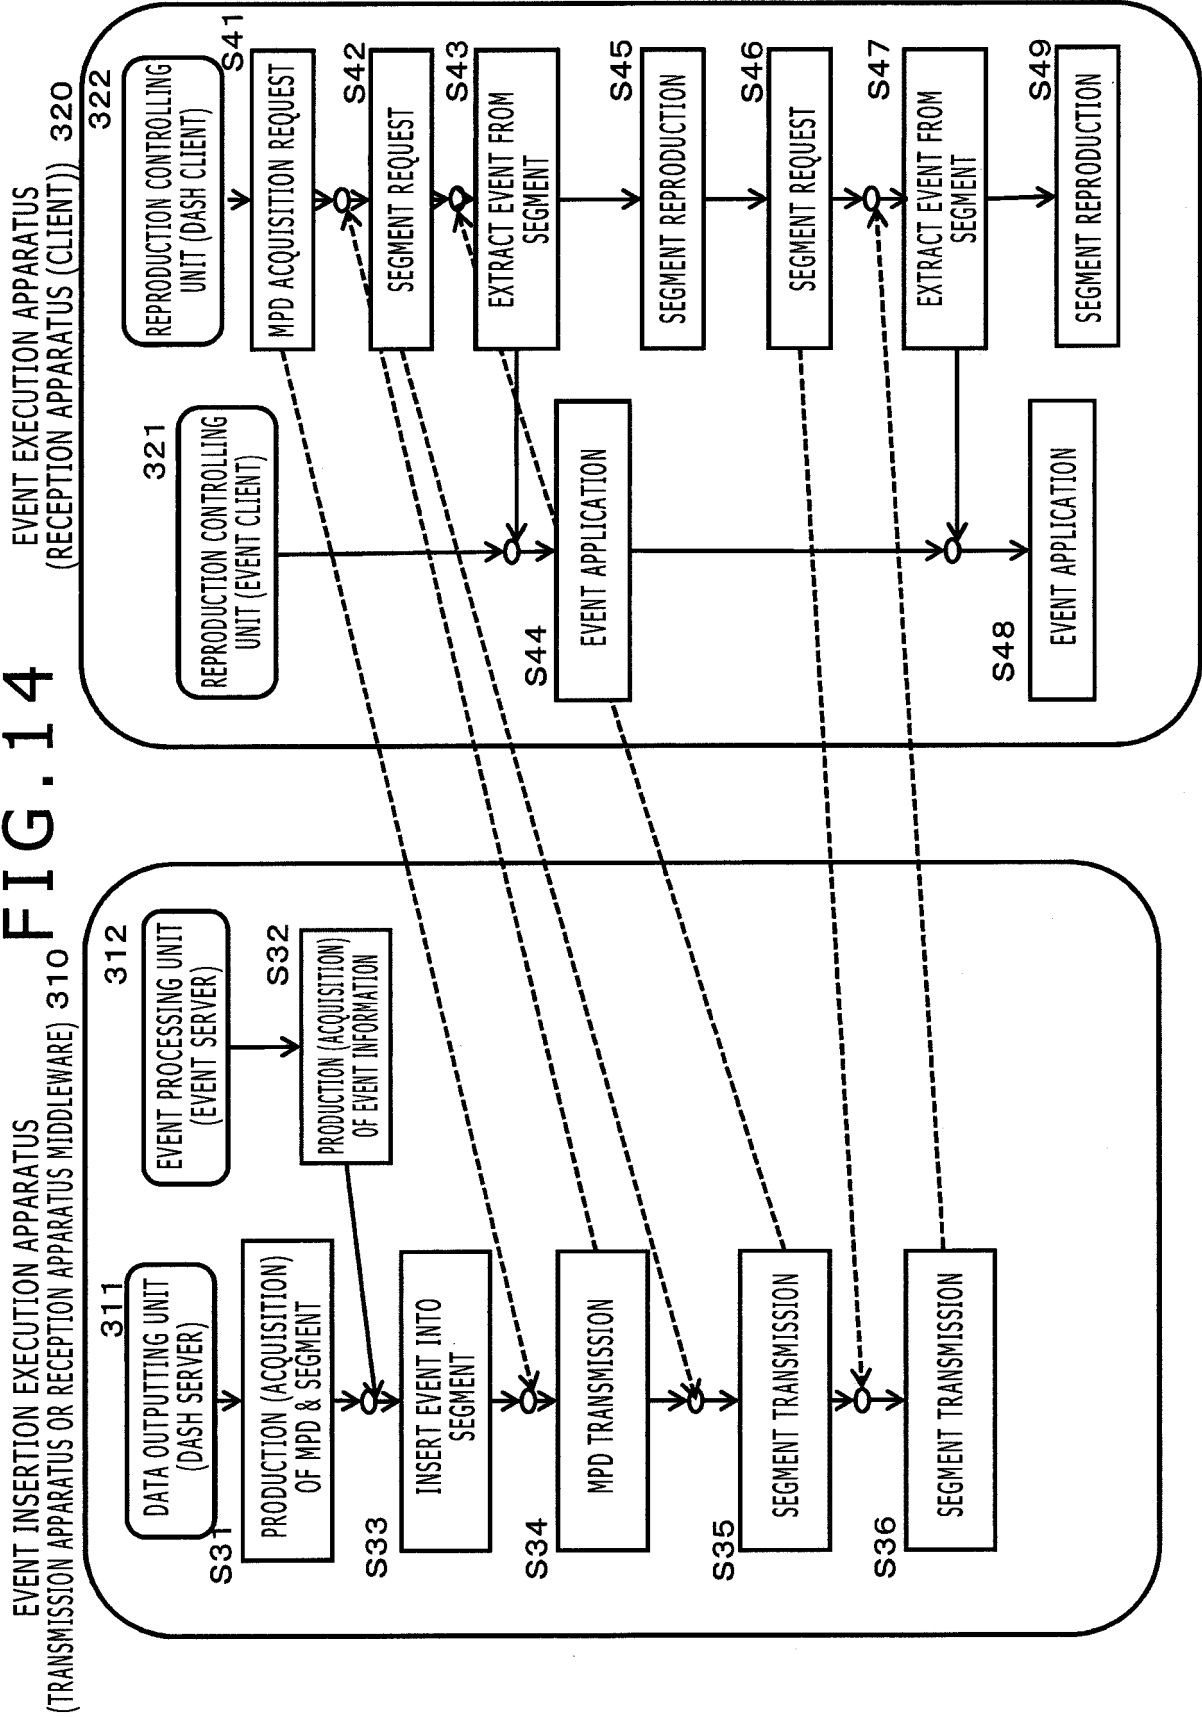 FIG.14
EVENT INSERTION EXECUTION APPARATUS
(TRANSMISSION APPARATUS OR RECEPTION APPARATUS MIDDLEWARE) 310
311
DATA OUTPUTTING UNIT
(DASH SERVER)
312
EVENT PROCESSING UNIT
(EVENT SERVER)
S31
PRODUCTION (ACQUISITION)
OF MPD & SEGMENT
S32
PRODUCTION (ACQUISITION)
OF EVENT INFORMATION
S33
INSERT EVENT INTO
SEGMENT
S34
MPD TRANSMISSION
S35
SEGMENT TRANSMISSION
S36
SEGMENT TRANSMISSION
EVENT EXECUTION APPARATUS
(RECEPTION APPARATUS (CLIENT)) 320
321
REPRODUCTION CONTROLLING
UNIT (EVENT CLIENT)
322
REPRODUCTION CONTROLLING
UNIT (DASH CLIENT)
S41
MPD ACQUISITION REQUEST
S42
SEGMENT REQUEST
S43
EXTRACT EVENT FROM
SEGMENT
S44
EVENT APPLICATION
S45
SEGMENT REPRODUCTION
S46
SEGMENT REQUEST
S47
EXTRACT EVENT FROM
SEGMENT
S48
EVENT APPLICATION
S49
SEGMENT REPRODUCTION